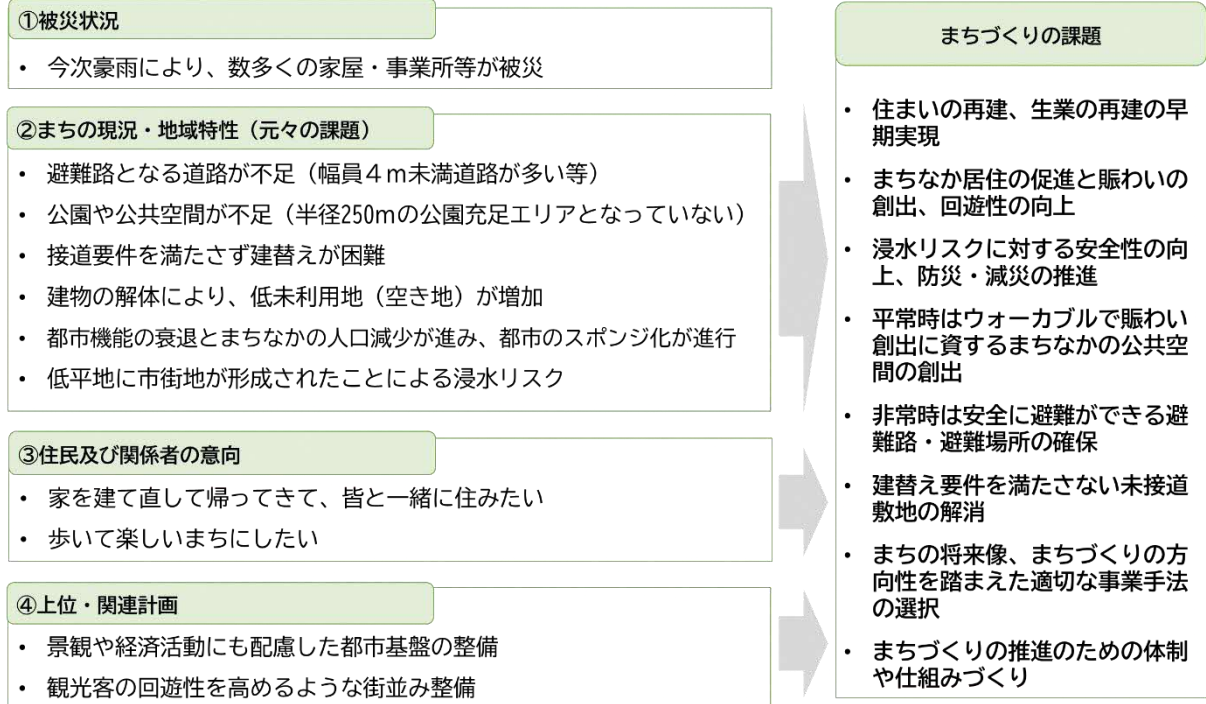 ①被災状況
・ 今次豪雨により、数多くの家屋・事業所等が被災
②まちの現況・地域特性（元々の課題）
・ 避難路となる道路が不足（幅員４ｍ未満道路が多い等）
・ 公園や公共空間が不足（半径250mの公園充足エリアとなっていない）
・ 接道要件を満たさず建替えが困難
・ 建物の解体により、低未利用地（空き地）が増加
・ 都市機能の衰退とまちなかの人口減少が進み、都市のスポンジ化が進行
・ 低平地に市街地が形成されたことによる浸水リスク
③住民及び関係者の意向
・ 家を建て直して帰ってきて、皆と一緒に住みたい
・ 歩いて楽しいまちにしたい
④上位・関連計画
・ 景観や経済活動にも配慮した都市基盤の整備
・ 観光客の回遊性を高めるような街並み整備
まちづくりの課題
・ 住まいの再建、生業の再建の早
期実現
・ まちなか居住の促進と賑わいの
創出、回遊性の向上
・ 浸水リスクに対する安全性の向
上、防災・減災の推進
・ 平常時はウォーカブルで賑わい
創出に資するまちなかの公共空
間の創出
・ 非常時は安全に避難ができる避
難路・避難場所の確保
・ 建替え要件を満たさない未接道
敷地の解消
・ まちの将来像、まちづくりの方
向性を踏まえた適切な事業手法
の選択
・ まちづくりの推進のための体制
や仕組みづくり